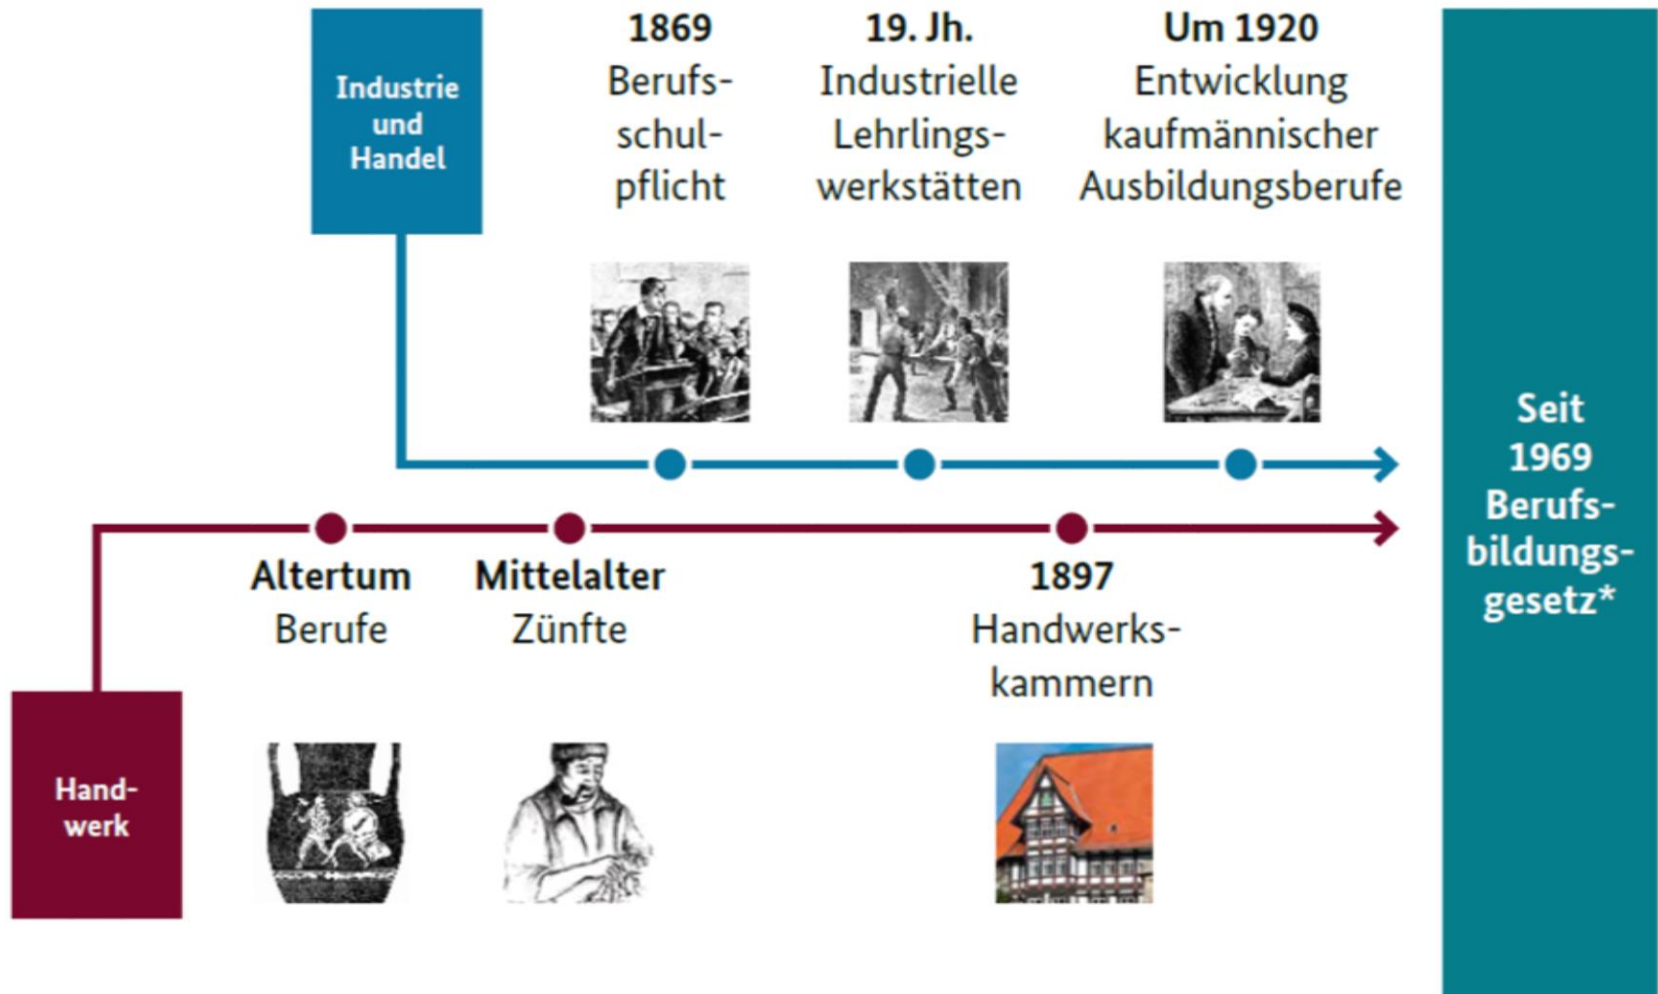 Industrie
und
Handel
1869
Berufs-
schul-
pflicht
19. Jh.
Industrielle
Lehrlings-
werkstätten
Um 1920
Entwicklung
kaufmännischer
Ausbildungsberufe
Altertum
Berufe
Mittelalter
Zünfte
1897
Handwerks-
kammern
Hand-
werk
Seit
1969
Berufs-
bildungs-
gesetz*